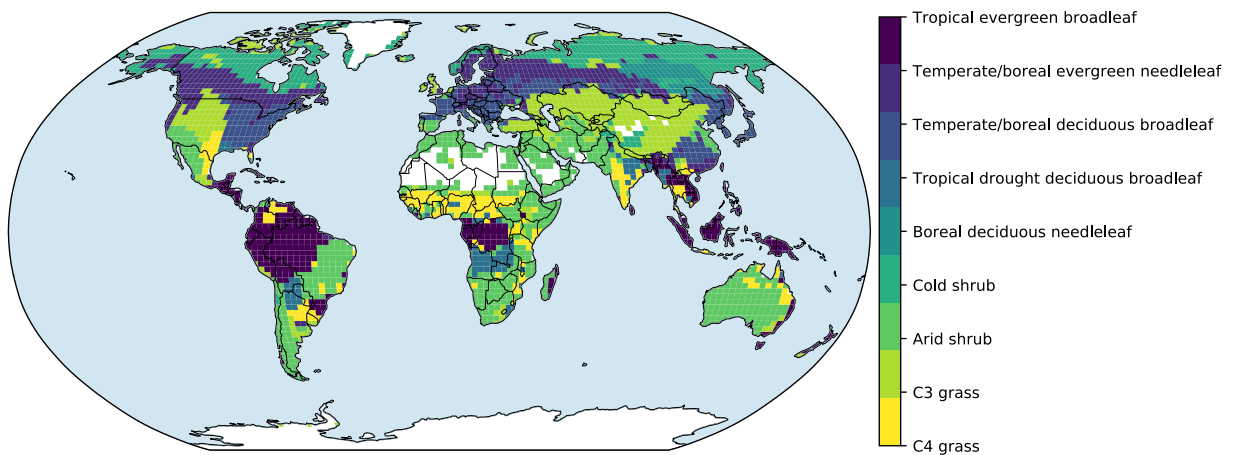 Tropical evergreen broadleaf
Temperate/boreal evergreen needleleaf
Temperate/boreal deciduous broadleaf
Tropical drought deciduous broadleaf
Boreal deciduous needleleaf
Cold shrub
Arid shrub
C3 grass
C4 grass